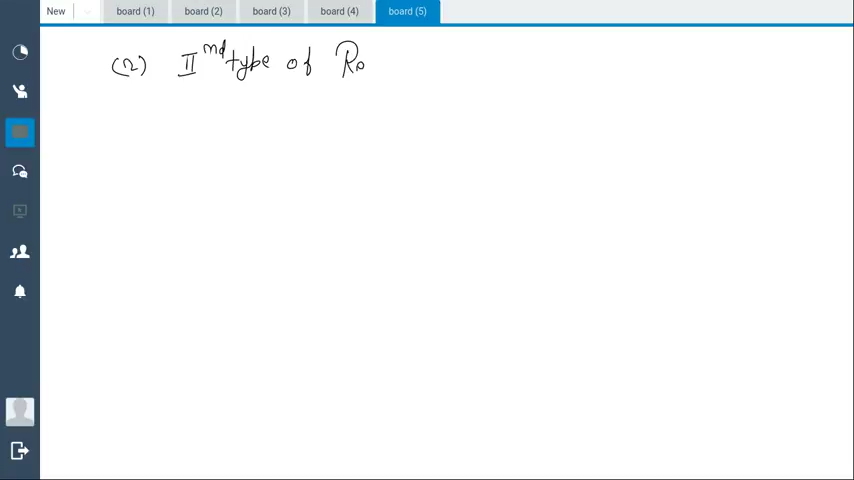 New
board (1)
board (2)
board (3)
board (4)
board (5)
(2) II nd type of Ro